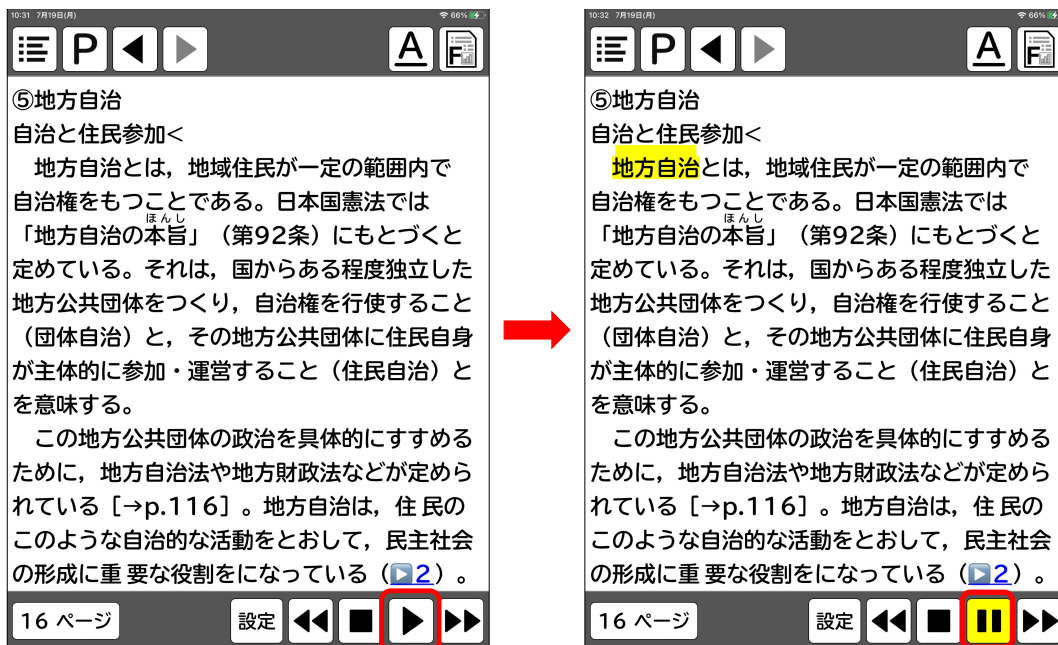 10:31 7月19日(月)
66%
P
A
F
⑤地方自治
自治と住民参加<
地方自治とは，地域住民が一定の範囲内で
自治権をもつことである。日本国憲法では
ほんし
「地方自治の本旨」（第92条）にもとづくと
定めている。それは，国からある程度独立した
地方公共団体をつくり，自治権を行使すること
（団体自治）と，その地方公共団体に住民自身
が主体的に参加・運営すること（住民自治）と
を意味する。
この地方公共団体の政治を具体的にすすめる
ために，地方自治法や地方財政法などが定めら
れている［→p.116］。地方自治は，住 民の
このような自治的な活動をとおして，民主社会
の形成に重 要な役割をになっている（▶2）。
16 ページ
設定
10:32 7月19日(月)
66%
P
A
F
⑤地方自治
自治と住民参加<
地方自治とは，地域住民が一定の範囲内で
自治権をもつことである。日本国憲法では
ほんし
「地方自治の本旨」（第92条）にもとづくと
定めている。それは，国からある程度独立した
地方公共団体をつくり，自治権を行使すること
（団体自治）と，その地方公共団体に住民自身
が主体的に参加・運営すること（住民自治）と
を意味する。
この地方公共団体の政治を具体的にすすめる
ために，地方自治法や地方財政法などが定めら
れている［→p.116］。地方自治は，住 民の
このような自治的な活動をとおして，民主社会
の形成に重 要な役割をになっている（▶2）。
16 ページ
設定